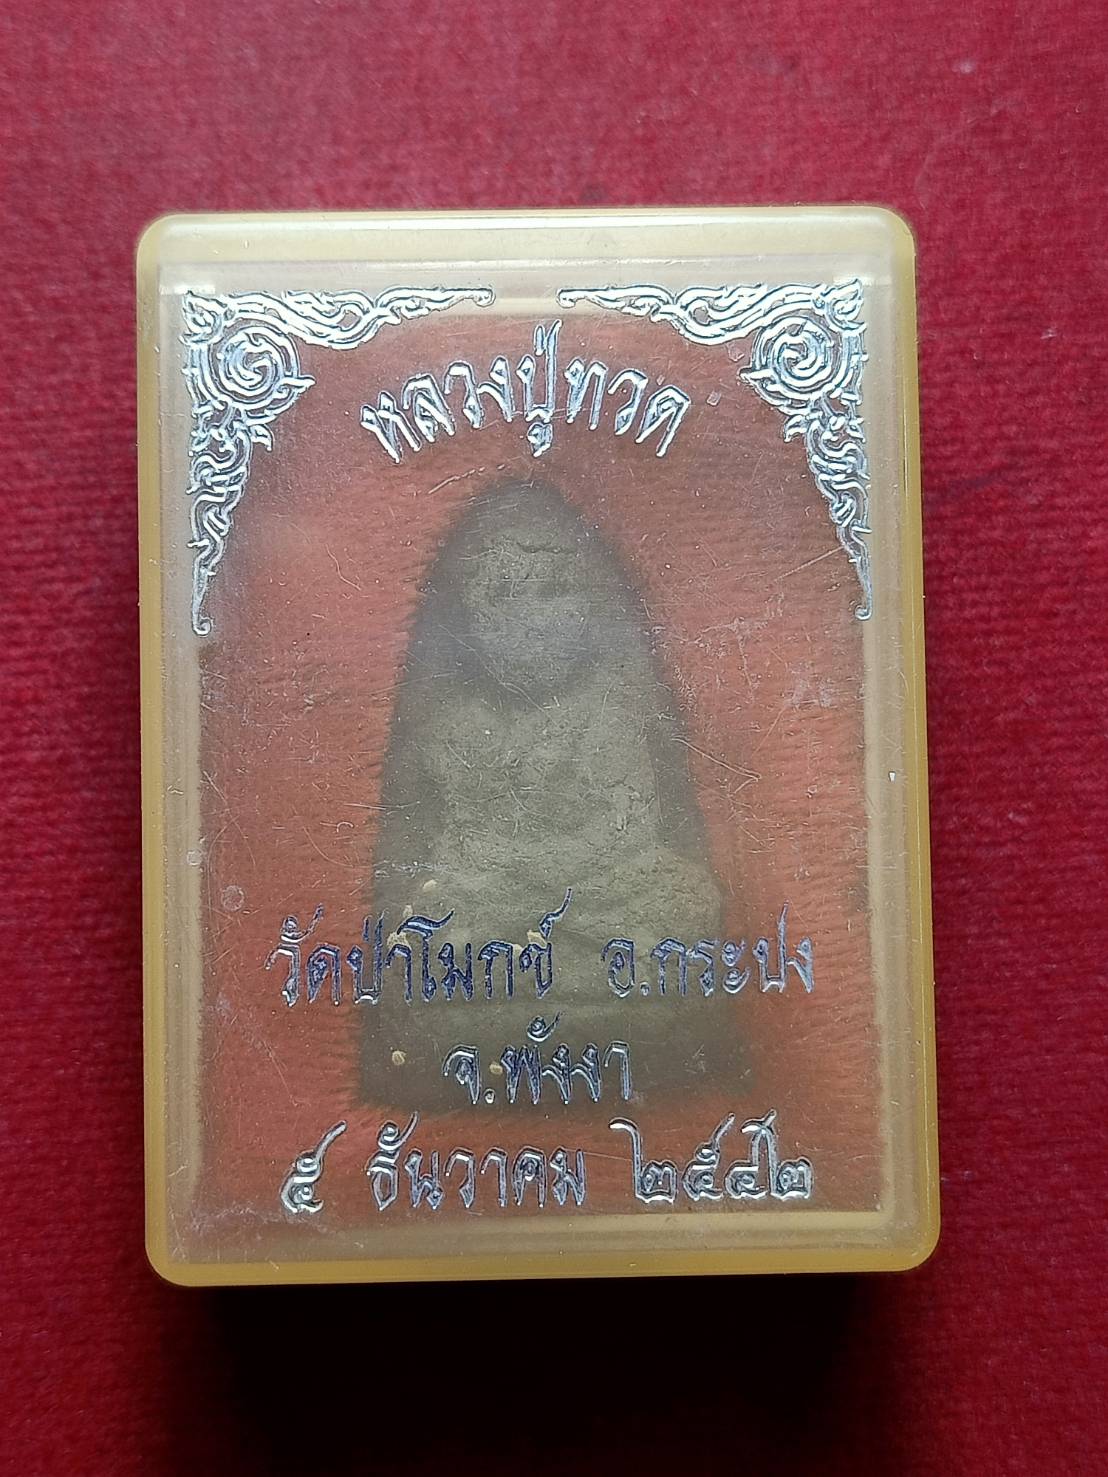 หลวงปู่ทวด
วัดป่าโมกข์ อ.กระปง
จ.พังงา
๕ ธันวาคม ๒๕๔๒